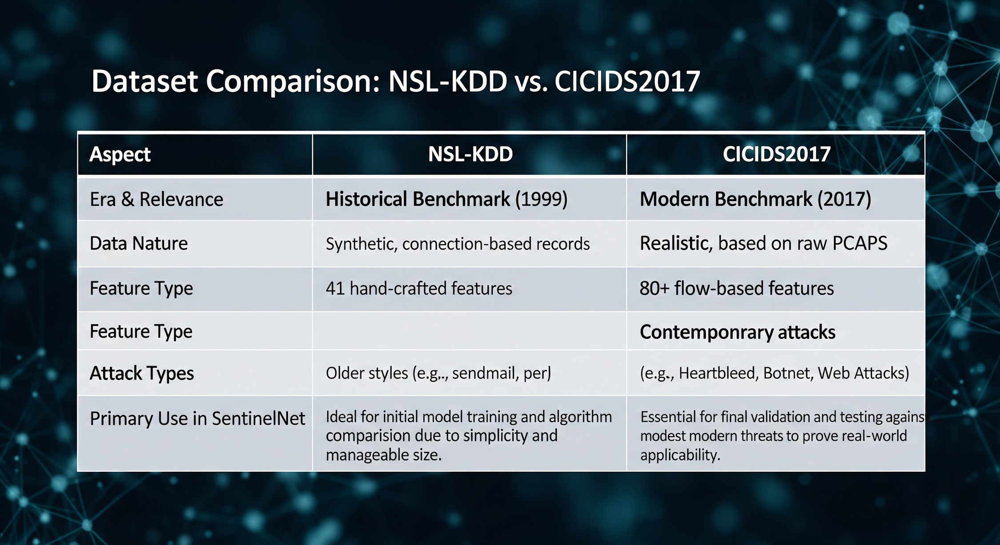 Dataset Comparison: NSL-KDD vs. CICIDS2017
Aspect NSL-KDD CICIDS2017
Era & Relevance Historical Benchmark (1999) Modern Benchmark (2017)
Data Nature Synthetic, connection-based records Realistic, based on raw PCAPS
Feature Type 41 hand-crafted features 80+ flow-based features
Feature Type Contemponrary attacks
Attack Types Older styles (e.g.., sendmail, perl) (e.g., Heartbleed, Botnet, Web Attacks)
Primary Use in SentinelNet
Ideal for initial model training and algorithm
comparision due to simplicity and
manageable size.
Essential for final validation and testing against
modest modern threats to prove real-world
applicability.